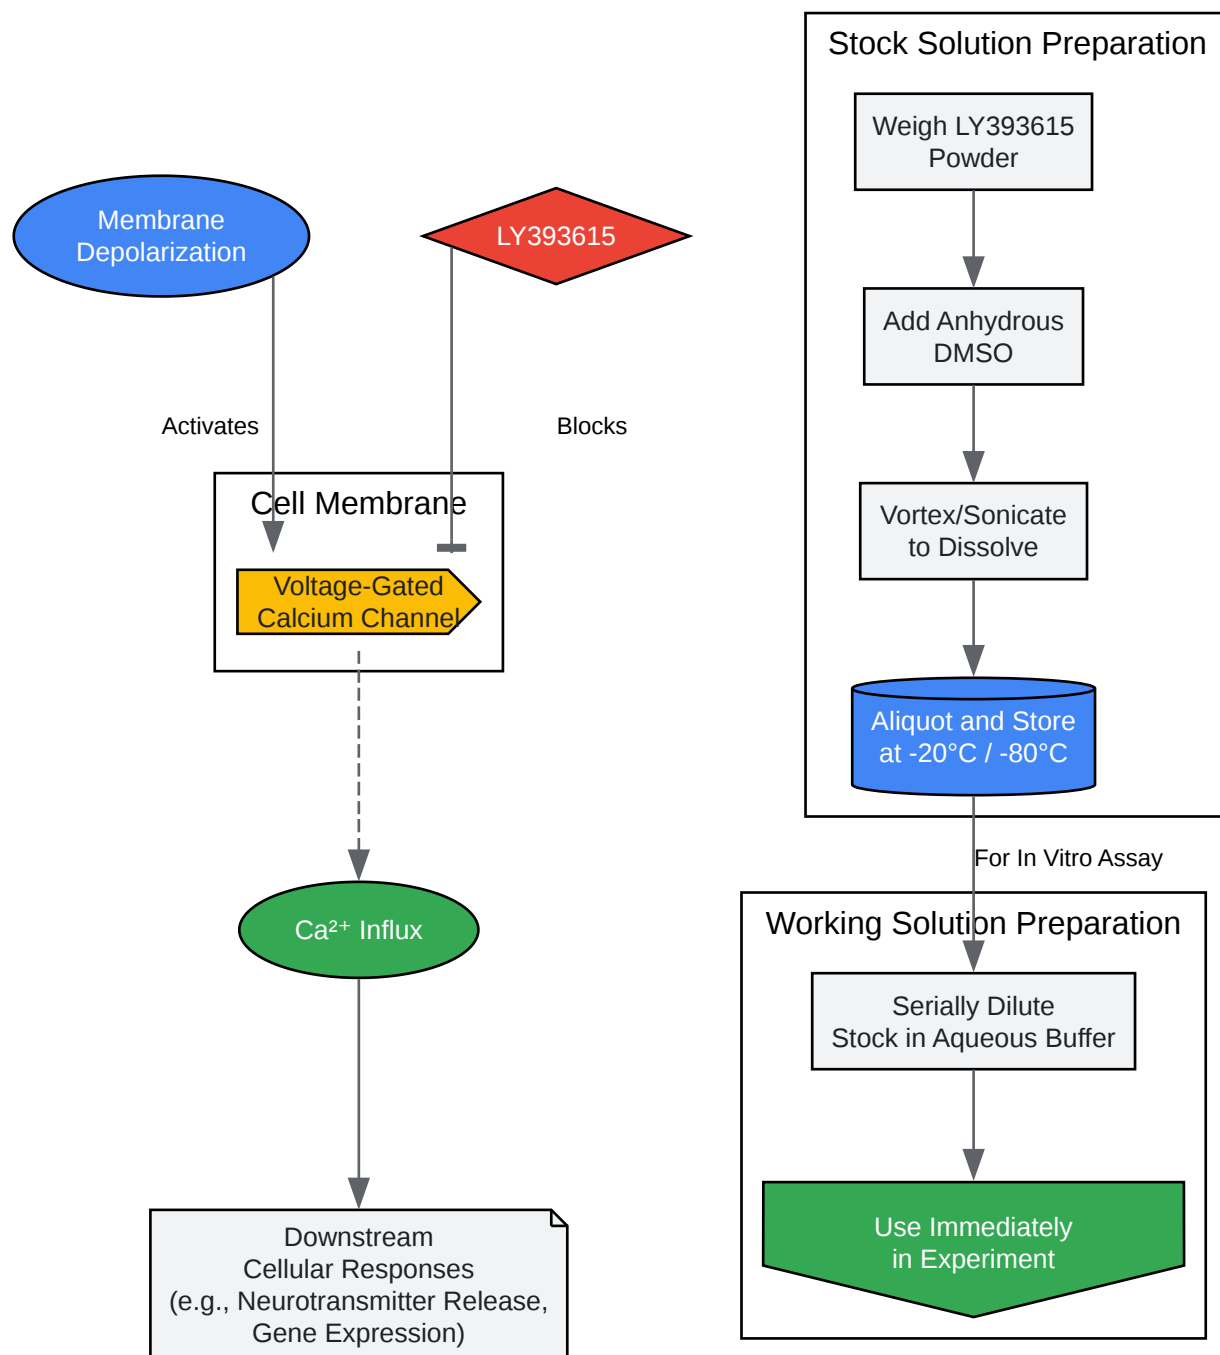 Membrane
Depolarization
LY393615
Activates
Blocks
Cell Membrane
Voltage-Gated
Calcium Channel
Ca²⁺ Influx
Downstream
Cellular Responses
(e.g., Neurotransmitter Release,
Gene Expression)
Stock Solution Preparation
Weigh LY393615
Powder
Add Anhydrous
DMSO
Vortex/Sonicate
to Dissolve
Aliquot and Store
at -20°C / -80°C
For In Vitro Assay
Working Solution Preparation
Serially Dilute
Stock in Aqueous Buffer
Use Immediately
in Experiment